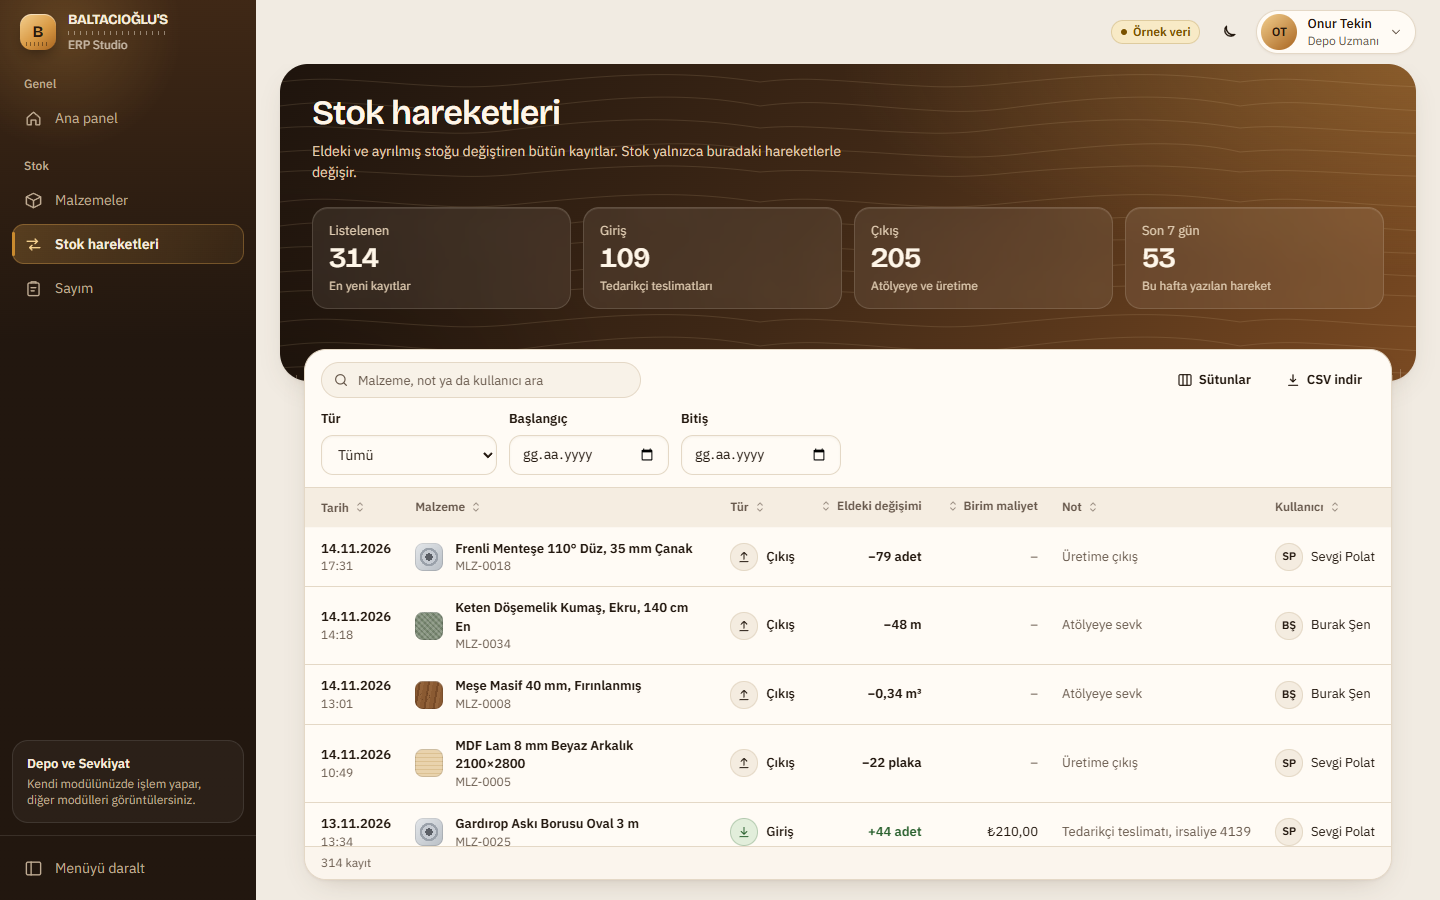 B
BALTACIOĞLU'S
ERP Studio
Genel
Ana panel
Stok
Malzemeler
Stok hareketleri
Sayım
Depo ve Sevkiyat
Kendi modülünüzde işlem yapar,
diğer modülleri görüntülersiniz.
Menüyü daralt
Örnek veri
OT
Onur Tekin
Depo Uzmanı
Stok hareketleri
Eldeki ve ayrılmış stoğu değiştiren bütün kayıtlar. Stok yalnızca buradaki hareketlerle
değişir.
Listelenen
314
En yeni kayıtlar
Giriş
109
Tedarikçi teslimatları
Çıkış
205
Atölyeye ve üretime
Son 7 gün
53
Bu hafta yazılan hareket
Malzeme, not ya da kullanıcı ara
Sütunlar
CSV indir
Tür
Başlangıç
Bitiş
Tümü
gg.aa.yyyy
gg.aa.yyyy
Tarih
Malzeme
Tür
Eldeki değişimi
Birim maliyet
Not
Kullanıcı
14.11.2026
17:31
Frenli Menteşe 110° Düz, 35 mm Çanak
MLZ-0018
Çıkış
−79 adet
–
Üretime çıkış
SP
Sevgi Polat
14.11.2026
14:18
Keten Döşemelik Kumaş, Ekru, 140 cm
En
MLZ-0034
Çıkış
−48 m
–
Atölyeye sevk
BŞ
Burak Şen
14.11.2026
13:01
Meşe Masif 40 mm, Fırınlanmış
MLZ-0008
Çıkış
−0,34 m³
–
Atölyeye sevk
BŞ
Burak Şen
14.11.2026
10:49
MDF Lam 8 mm Beyaz Arkalık
2100×2800
MLZ-0005
Çıkış
−22 plaka
–
Üretime çıkış
SP
Sevgi Polat
13.11.2026
13:34
Gardırop Askı Borusu Oval 3 m
MLZ-0025
Giriş
+44 adet
₺210,00
Tedarikçi teslimatı, irsaliye 4139
SP
Sevgi Polat
314 kayıt